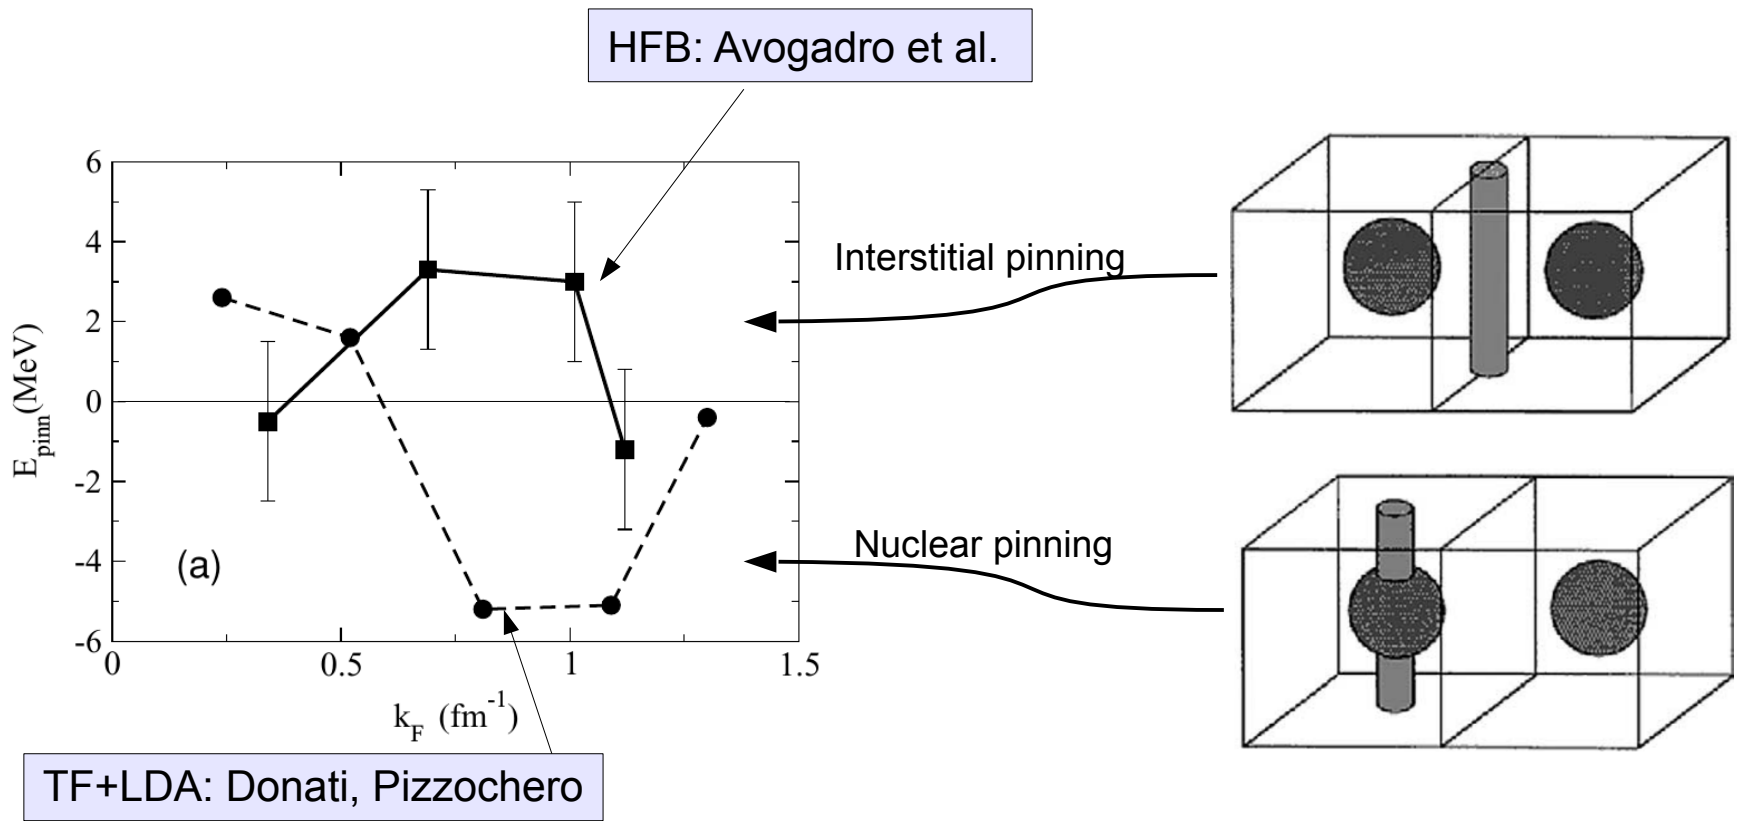 HFB: Avogadro et al.
6
4
2
0
-2
-4
-6
E_pinn (MeV)
(a)
0
0.5
1
1.5
k_F (fm^-1)
Interstitial pinning
Nuclear pinning
TF+LDA: Donati, Pizzochero